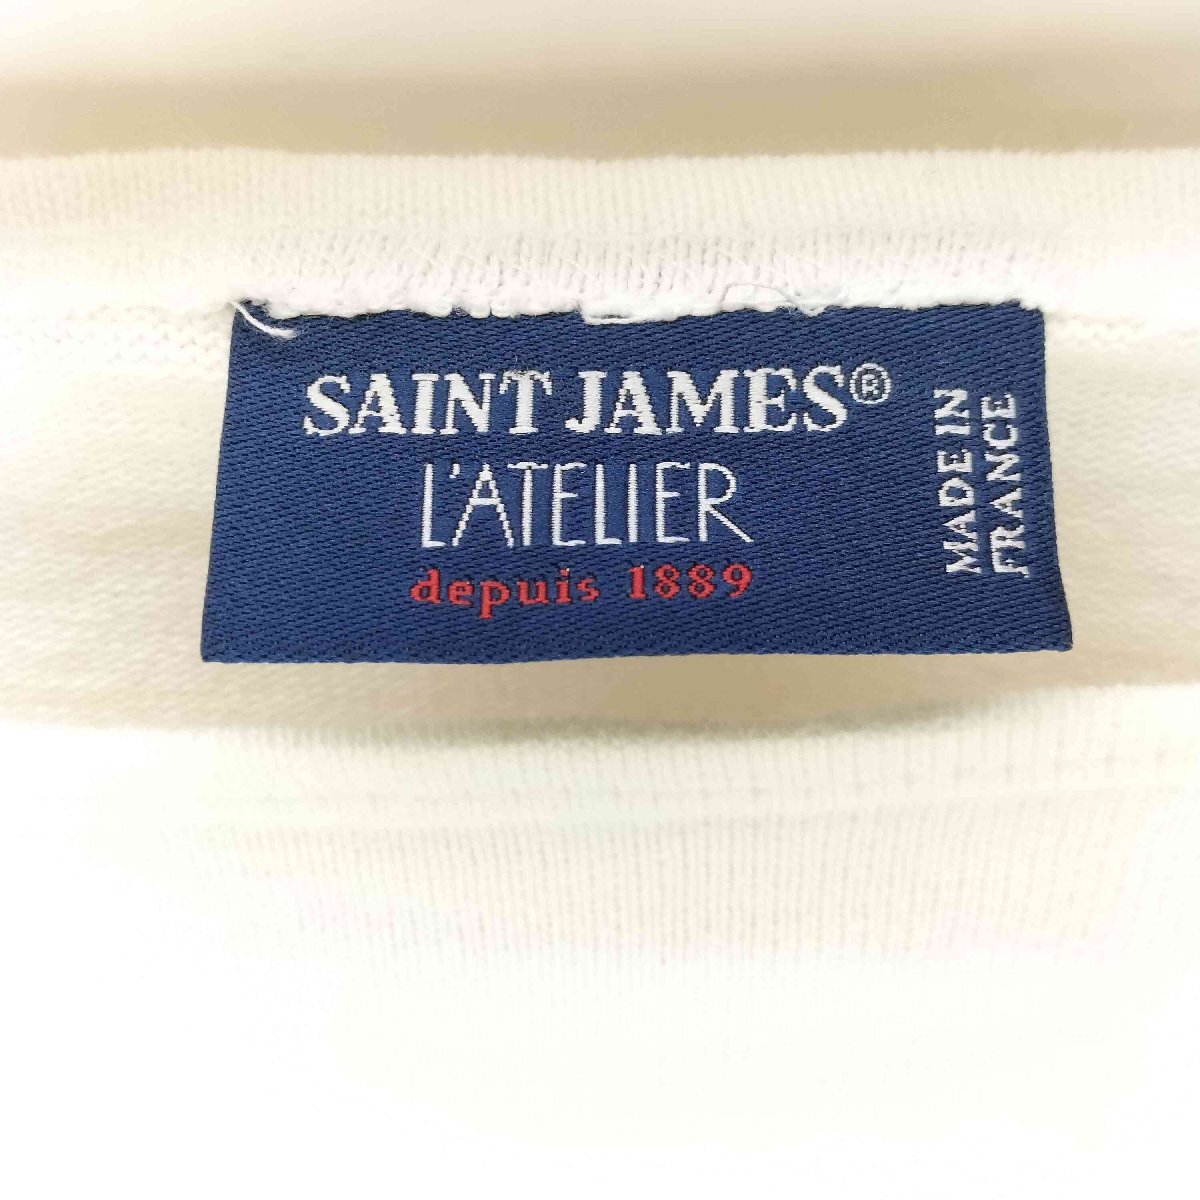 SAINT JAMES®
L'ATELIER
depuis 1889
MADE IN
FRANCE